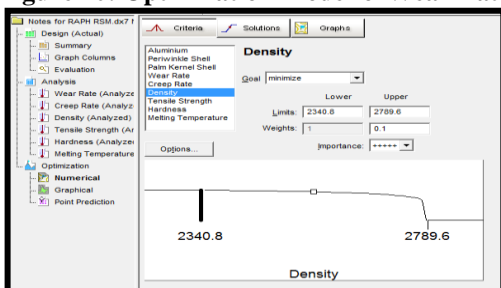 Notes for RAPH RSM.dx7 f
Design (Actual)
Summary
Graph Columns
Evaluation
Analysis
Wear Rate (Analyze
Creep Rate (Analyz
Density (Analyzed)
Tensile Strength (Ar
Hardness (Analyzed
Melting Temperature
Optimization
Numerical
Graphical
Point Prediction
Criteria
Solutions
Graphs
Aluminium
Periwinkle Shell
Palm Kernel Shell
Wear Rate
Creep Rate
Density
Tensile Strength
Hardness
Melting Temperature
Options...
Density
Goal minimize
Lower Upper
Limits: 2340.8 2789.6
Weights: 1 0.1
Importance: +++++
2340.8 2789.6
Density